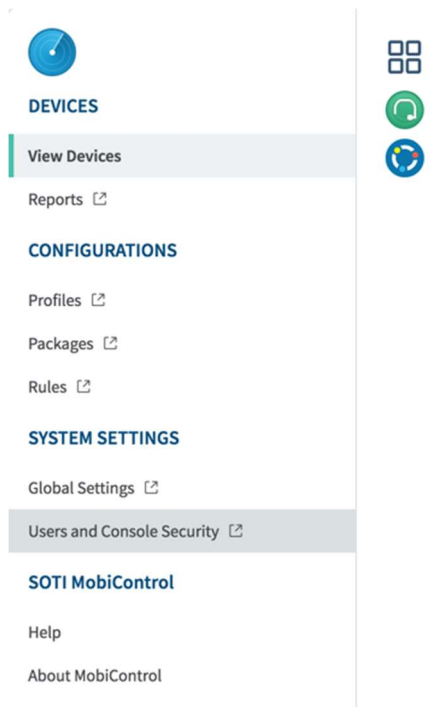 DEVICES
View Devices
Reports
CONFIGURATIONS
Profiles
Packages
Rules
SYSTEM SETTINGS
Global Settings
Users and Console Security
SOTI MobiControl
Help
About MobiControl